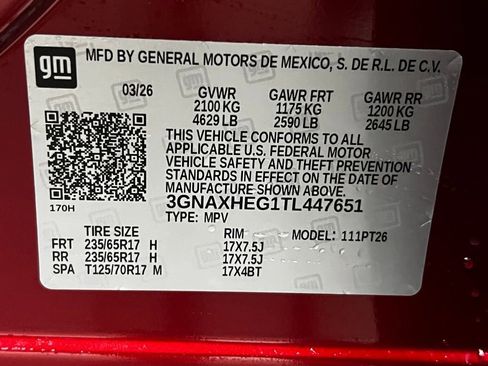 gm
MFD BY GENERAL MOTORS DE MEXICO, S. DE R.L. DE C.V.
03/26 GVWR GAWR FRT GAWR RR
2100 KG 1175 KG 1200 KG
4629 LB 2590 LB 2645 LB
THIS VEHICLE CONFORMS TO ALL
APPLICABLE U.S. FEDERAL MOTOR
VEHICLE SAFETY AND THEFT PREVENTION
STANDARDS IN EFFECT ON THE DATE OF
MANUFACTURE SHOWN ABOVE.
170H 3GNAXHEG1TL447651
TYPE: MPV
TIRE SIZE RIM MODEL: 111PT26
FRT 235/65R17 H 17X7.5J
RR 235/65R17 H 17X7.5J
SPA T125/70R17 M 17X4BT